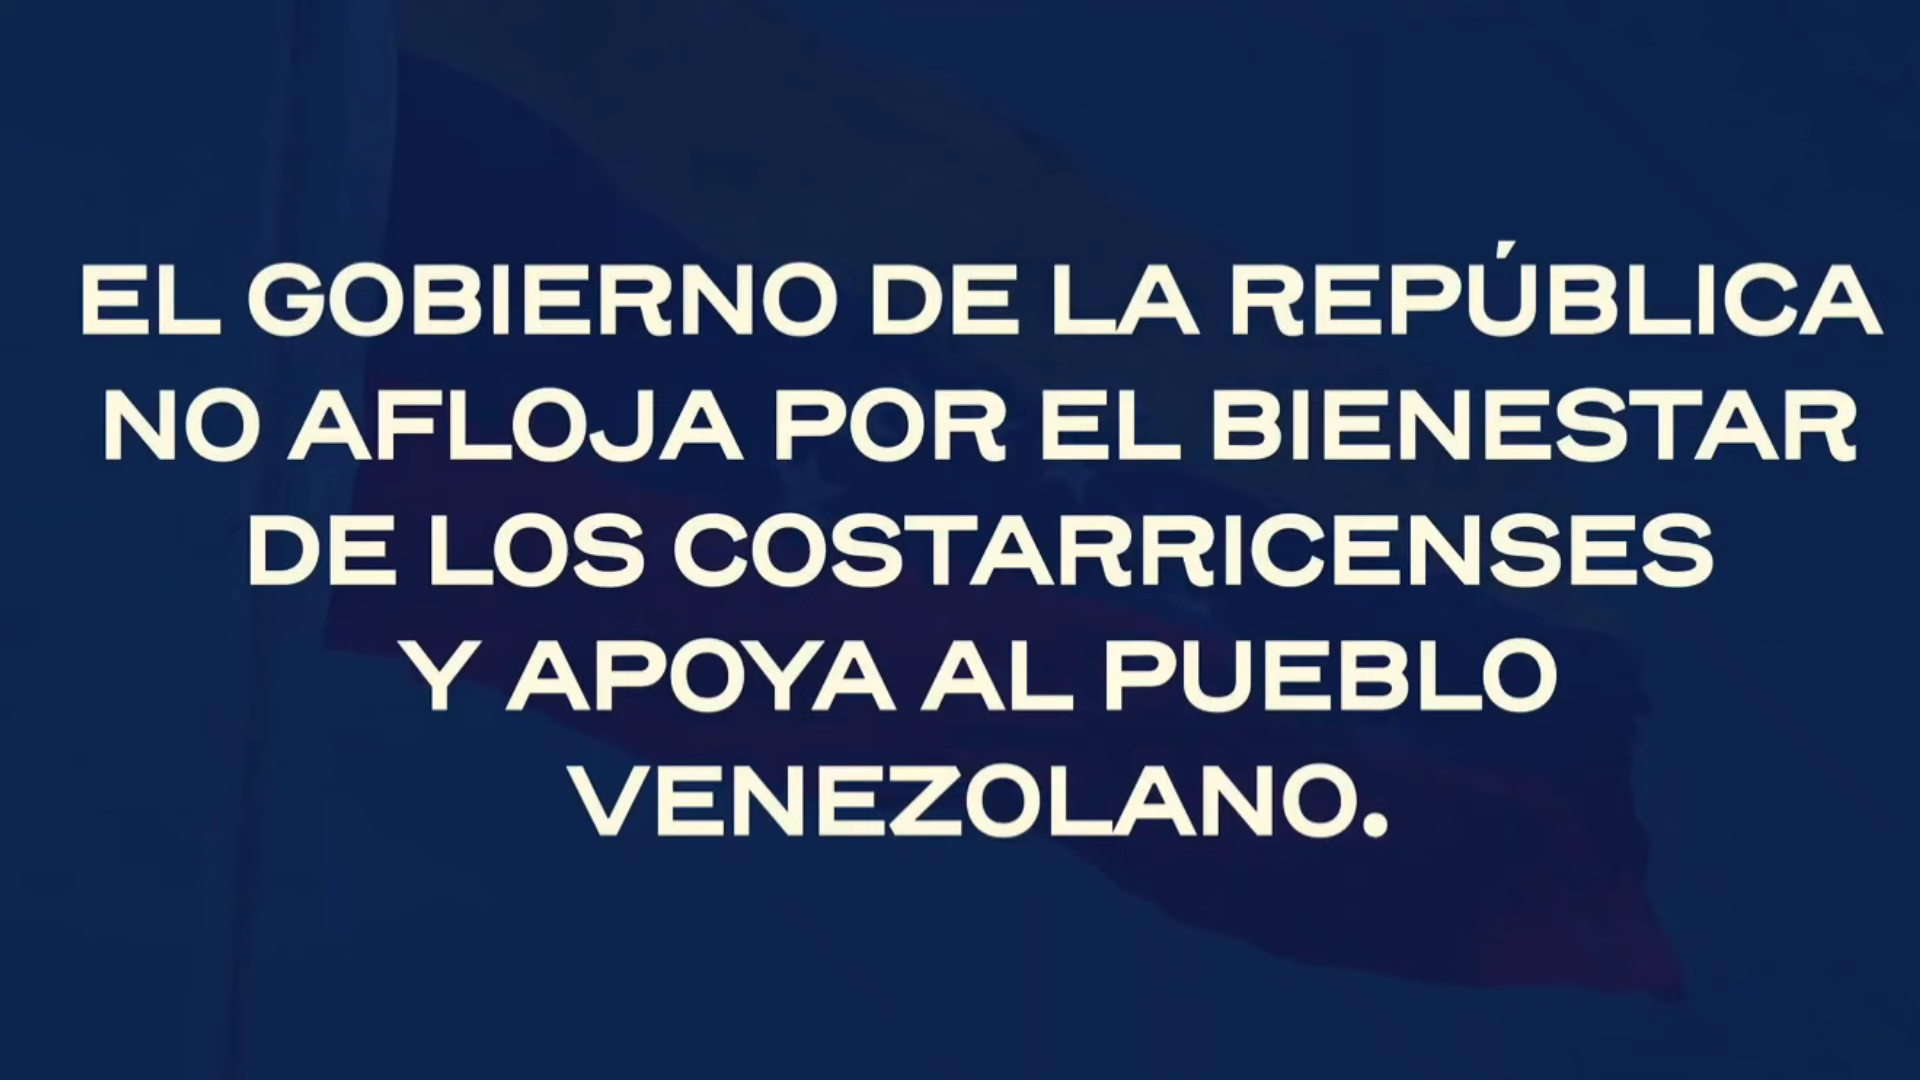 EL GOBIERNO DE LA REPÚBLICA
NO AFLOJA POR EL BIENESTAR
DE LOS COSTARRICENSES
Y APOYA AL PUEBLO
VENEZOLANO.